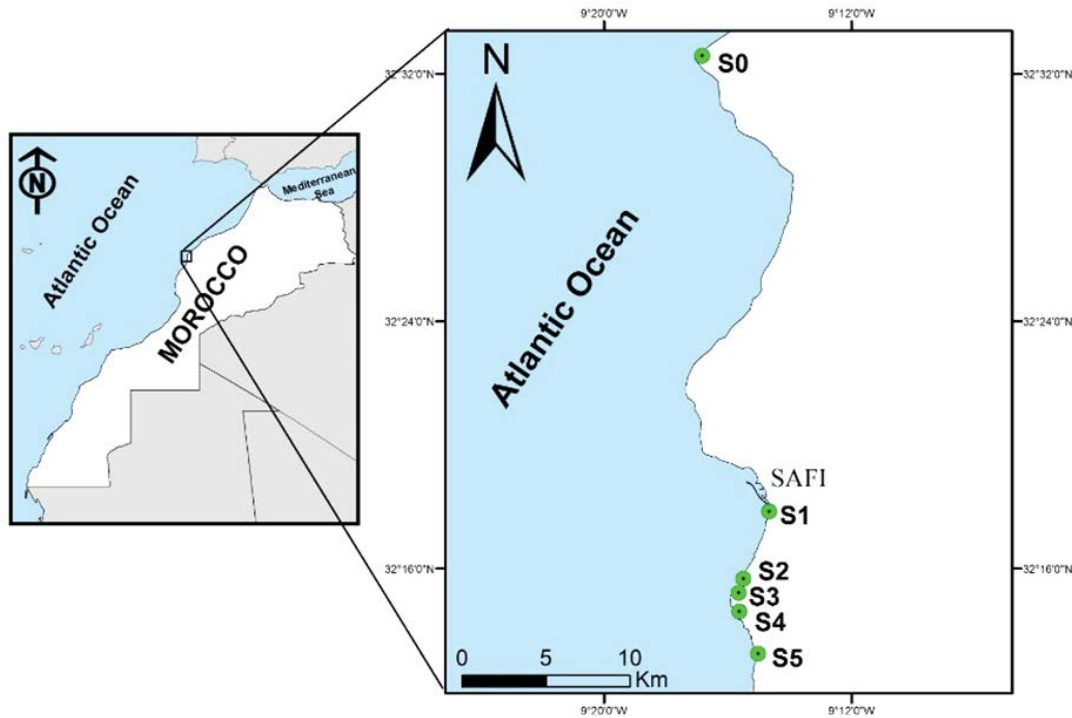 9°20'0"W
9°12'0"W
N
S0
32°32'0"N
32°32'0"N
N
Mediterranean
Sea
Atlantic Ocean
MOROCCO
Atlantic Ocean
32°24'0"N
32°24'0"N
SAFI
S1
32°16'0"N
32°16'0"N
S2
S3
S4
S5
0
5
10
Km
9°20'0"W
9°12'0"W